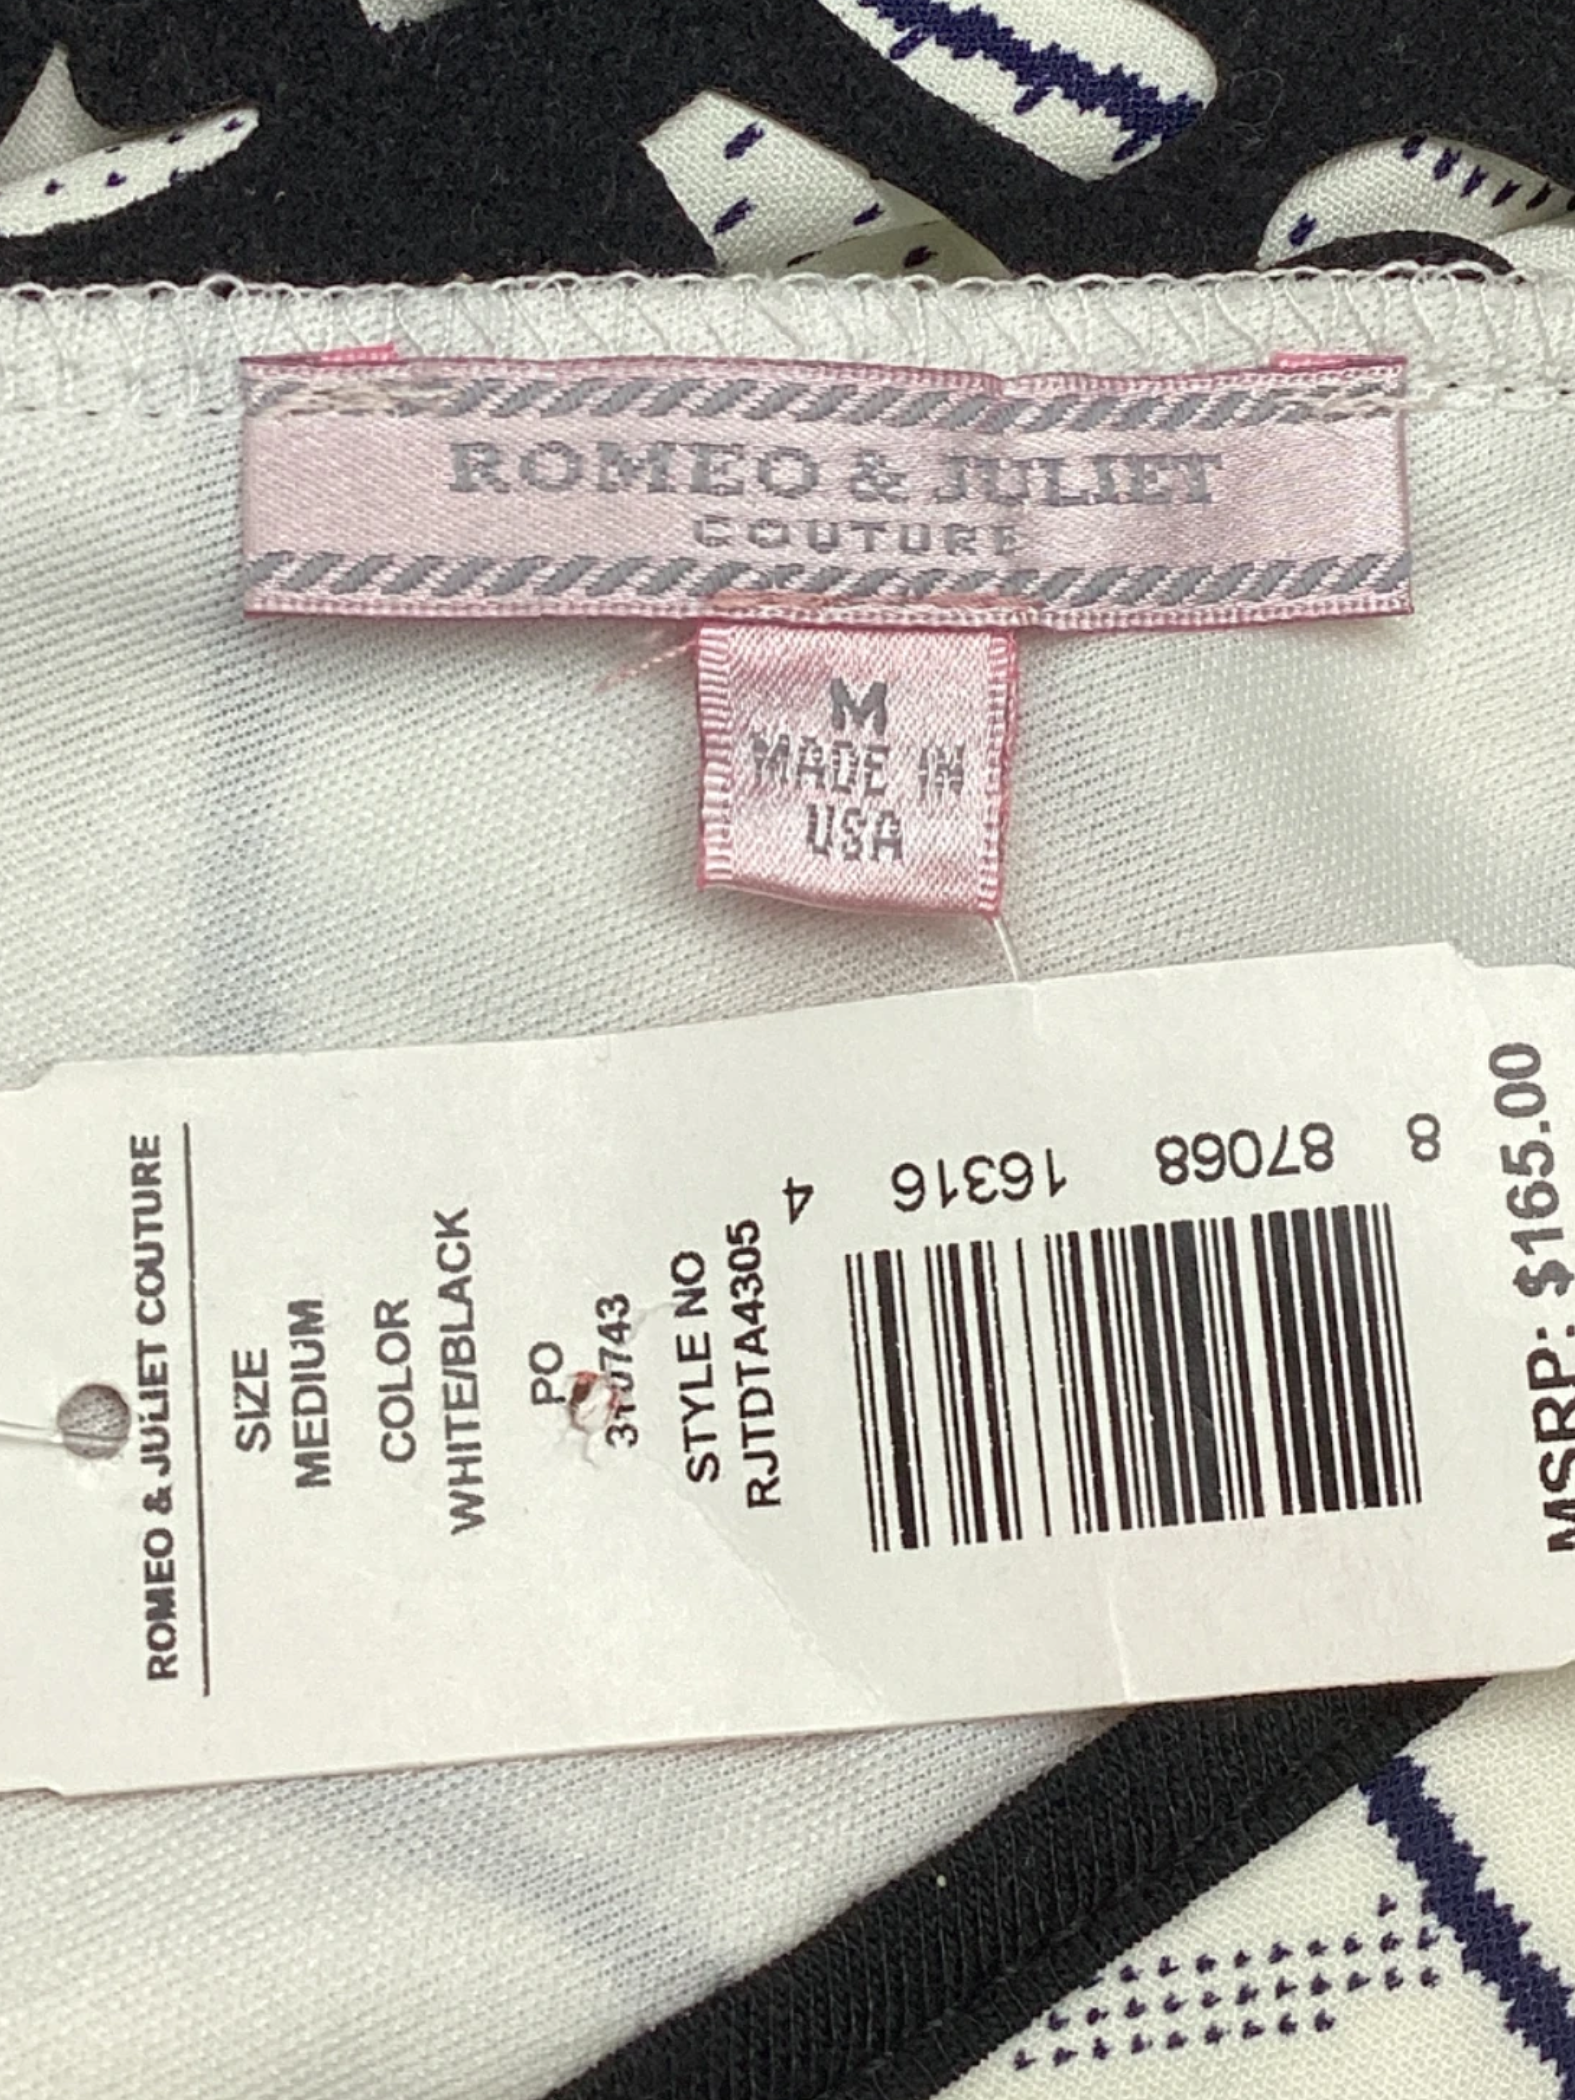 ROMEO & JULIET
COUTURE
M
MADE IN
USA
ROMEO & JULIET COUTURE
SIZE
MEDIUM
COLOR
WHITE/BLACK
PO
STYLE NO
RJTDTA4305
8 87068 16316 4
MSRP: $165.00